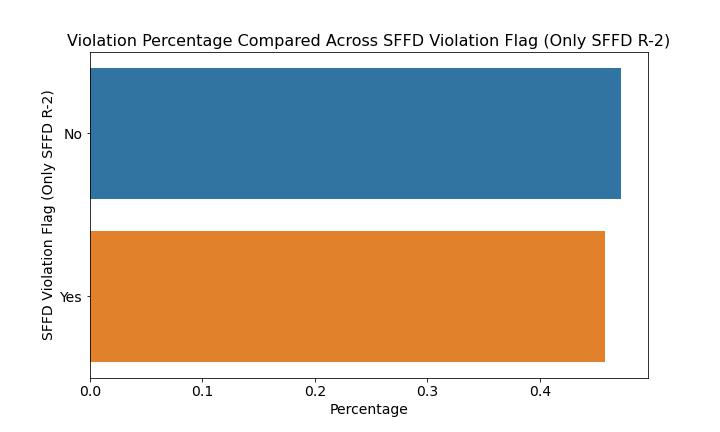 Violation Percentage Compared Across SFFD Violation Flag (Only SFFD R-2)
SFFD Violation Flag (Only SFFD R-2)
No
Yes
0.0 0.1 0.2 0.3 0.4
Percentage